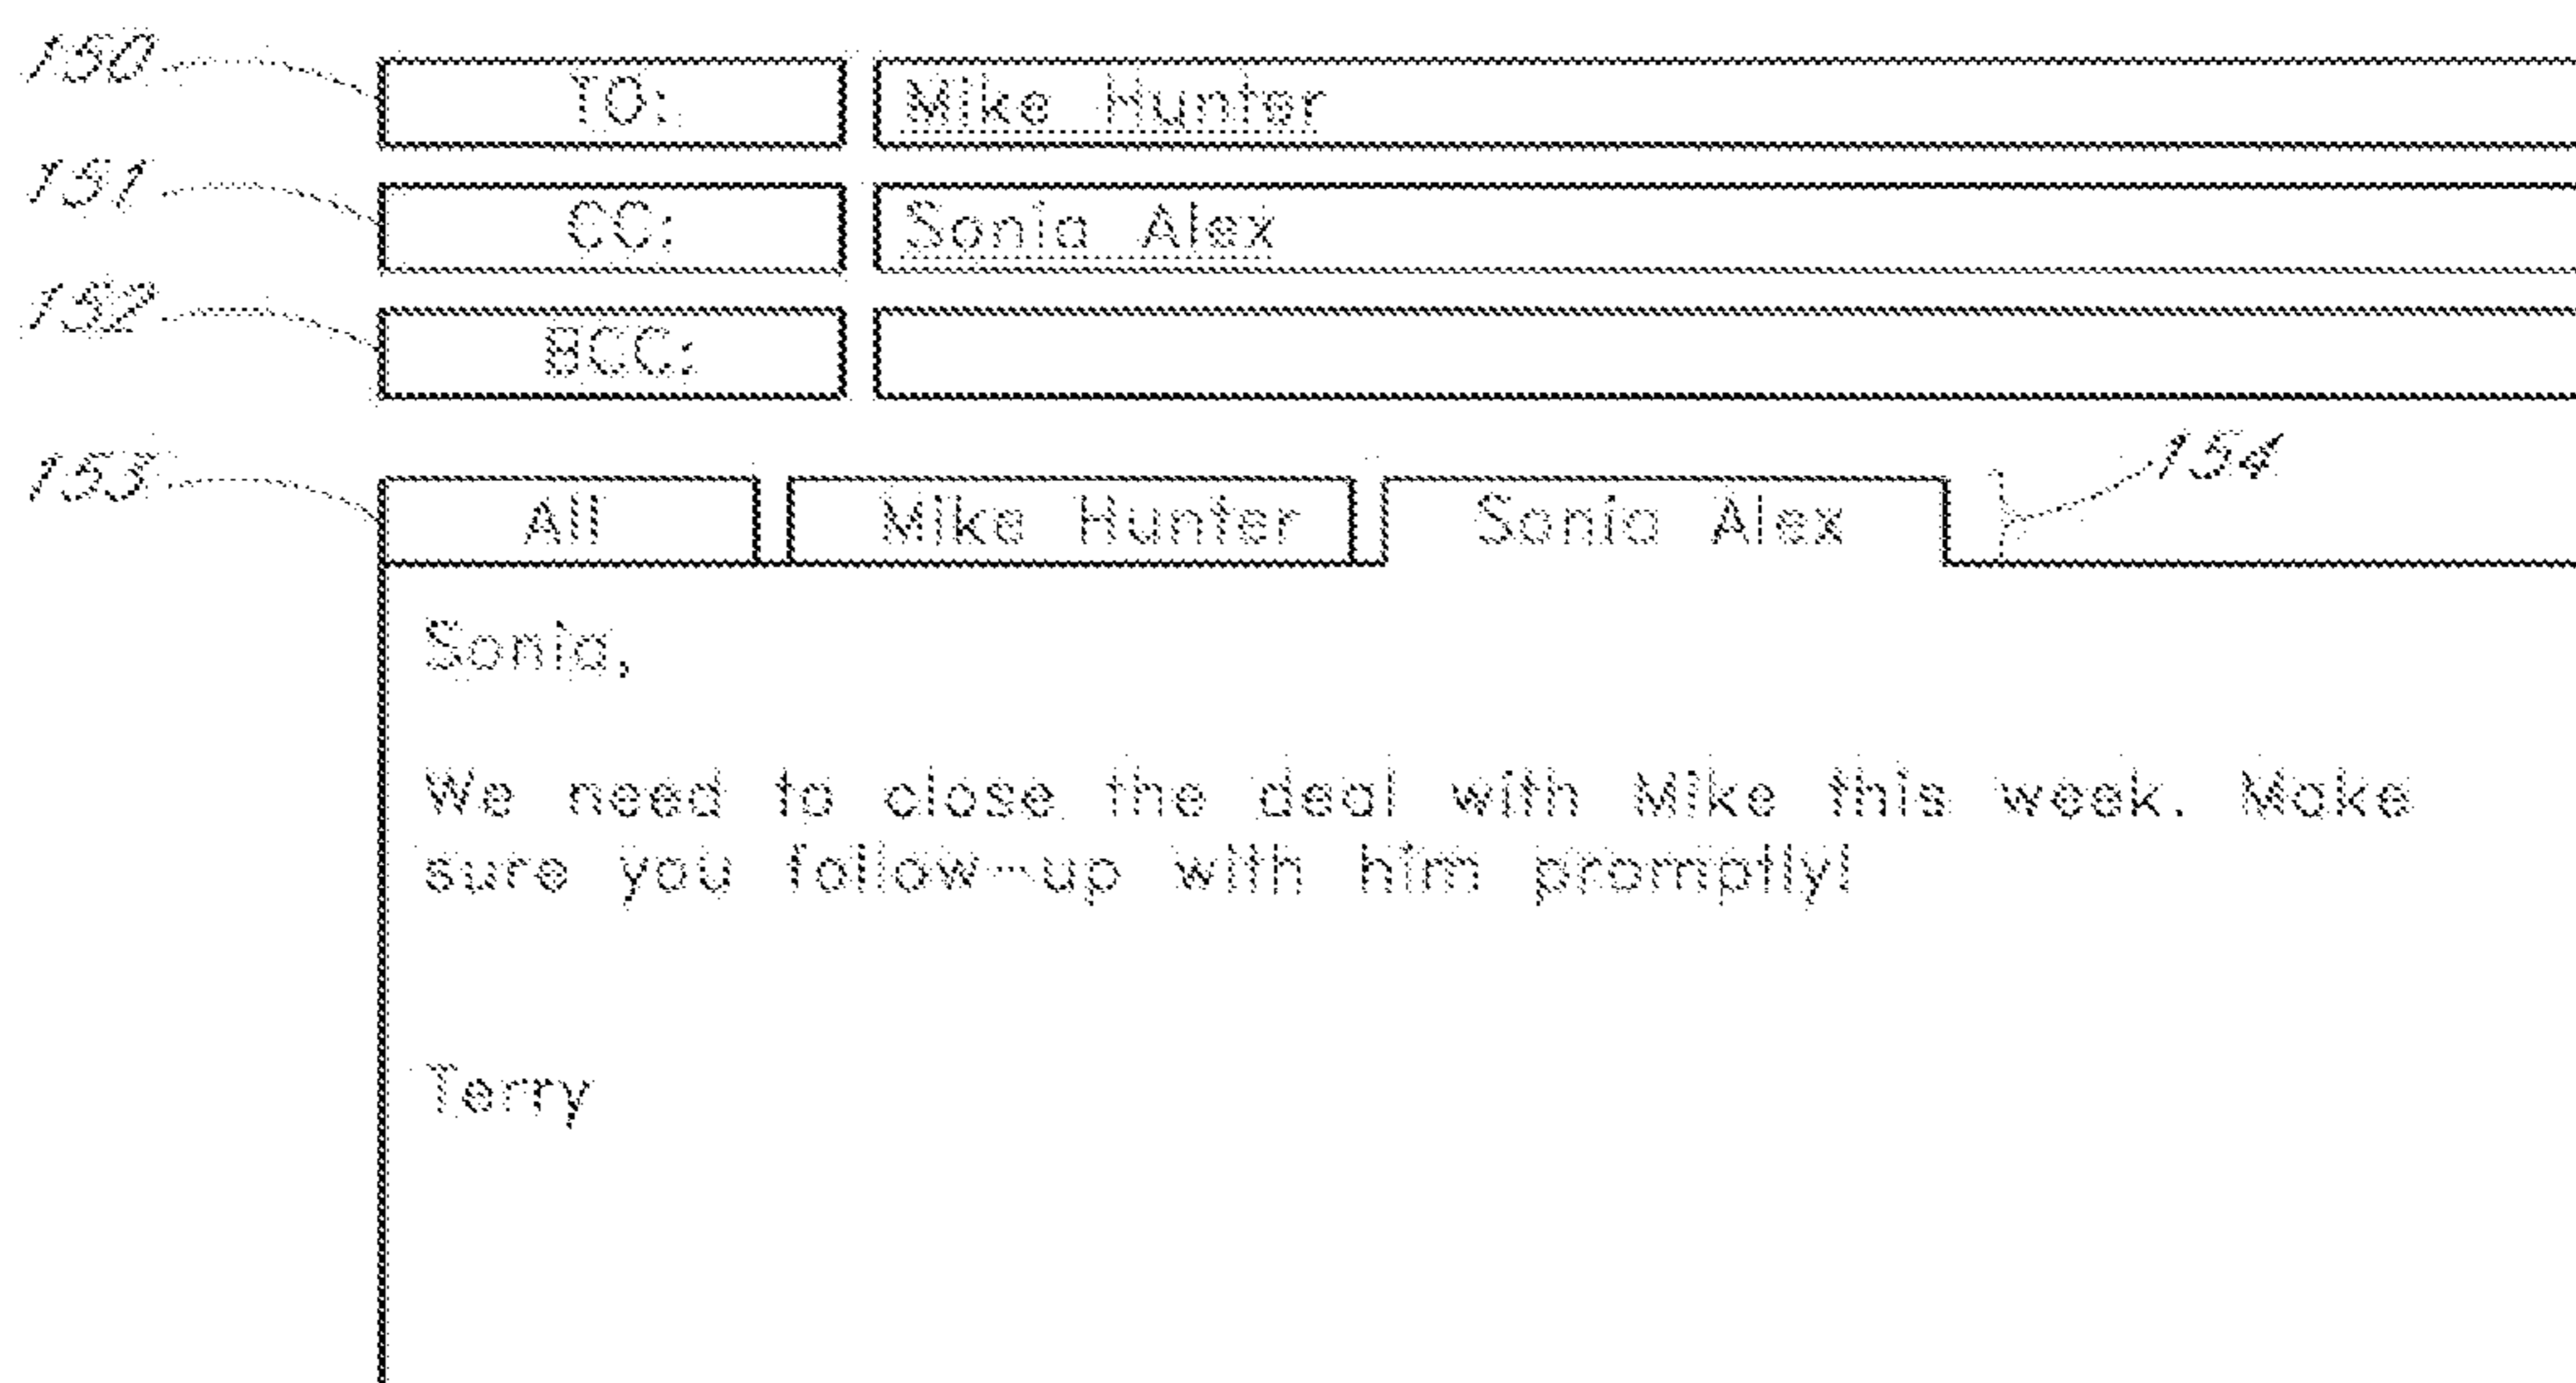 150 TO: Mike Hunter
151 CC: Sonia Alex
152 BCC:
153 All Mike Hunter Sonia Alex 154
Sonia,
We need to close the deal with Mike this week. Make
sure you follow-up with him promptly!
Terry